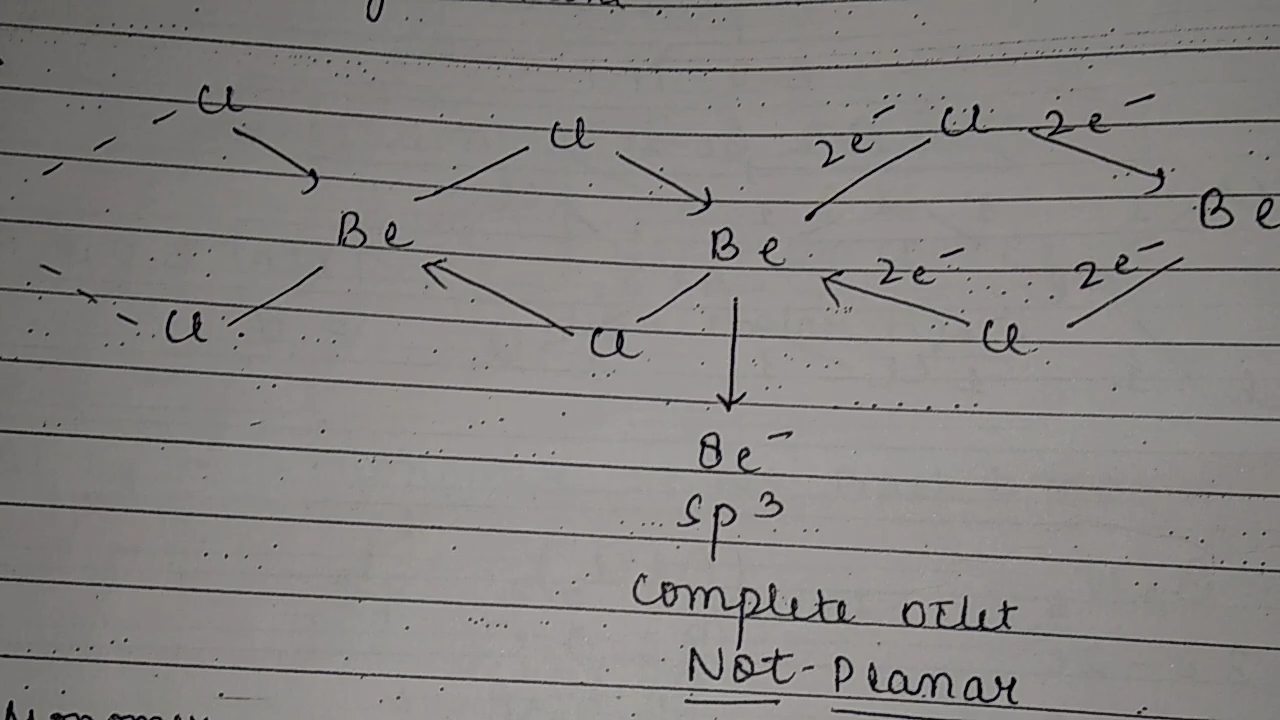 Cl Cl 2e⁻ Cl 2e⁻
Be Be Be
2e⁻ 2e⁻
Cl Cl Cl
8e⁻
sp³
Complete octet
Not-Planar